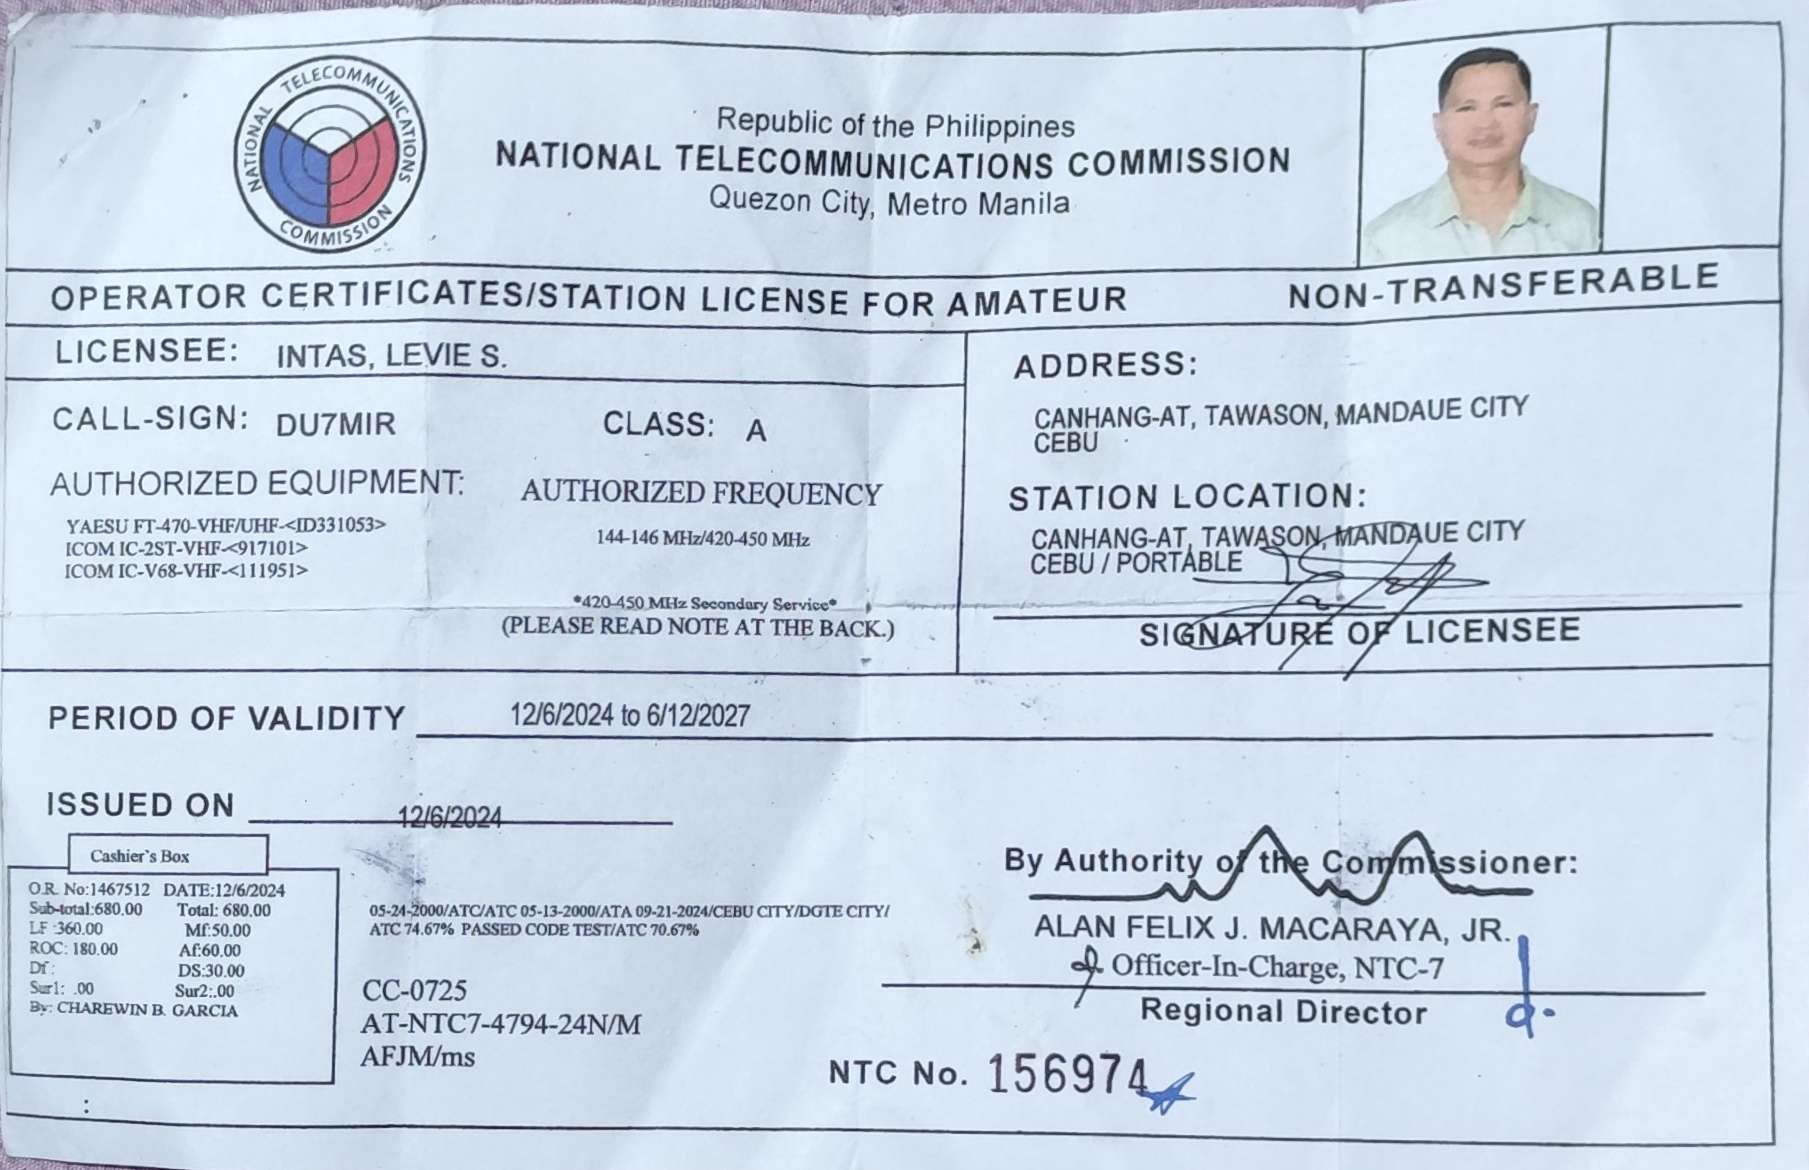 NATIONAL TELECOMMUNICATIONS COMMISSION
Republic of the Philippines
NATIONAL TELECOMMUNICATIONS COMMISSION
Quezon City, Metro Manila
OPERATOR CERTIFICATES/STATION LICENSE FOR AMATEUR
NON-TRANSFERABLE
LICENSEE: INTAS, LEVIE S.
CALL-SIGN: DU7MIR
CLASS: A
AUTHORIZED EQUIPMENT:
YAESU FT-470-VHF/UHF-<ID331053>
ICOM IC-2ST-VHF-<917101>
ICOM IC-V68-VHF-<111951>
AUTHORIZED FREQUENCY
144-146 MHz/420-450 MHz
*420-450 MHz Secondary Service*
(PLEASE READ NOTE AT THE BACK.)
ADDRESS:
CANHANG-AT, TAWASON, MANDAUE CITY
CEBU
STATION LOCATION:
CANHANG-AT, TAWASON, MANDAUE CITY
CEBU / PORTABLE
SIGNATURE OF LICENSEE
PERIOD OF VALIDITY 12/6/2024 to 6/12/2027
ISSUED ON 12/6/2024
Cashier's Box
O.R. No:1467512 DATE:12/6/2024
Sub-total:680.00 Total: 680.00
LF :360.00 Mf:50.00
ROC: 180.00 Af:60.00
Df : DS:30.00
Sur1: .00 Sur2:.00
By: CHAREWIN B. GARCIA
05-24-2000/ATC/ATC 05-13-2000/ATA 09-21-2024/CEBU CITY/DGTE CITY/
ATC 74.67% PASSED CODE TEST/ATC 70.67%
CC-0725
AT-NTC7-4794-24N/M
AFJM/ms
By Authority of the Commissioner:
ALAN FELIX J. MACARAYA, JR.
Officer-In-Charge, NTC-7
Regional Director
NTC No. 156974
: